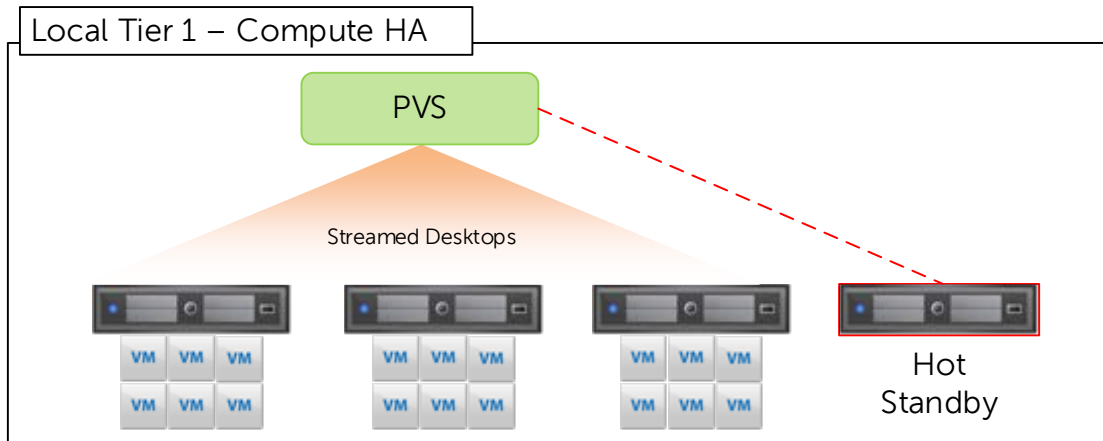 Local Tier 1 – Compute HA
PVS
Streamed Desktops
VM VM VM VM VM VM VM VM VM
VM VM VM VM VM VM VM VM VM
Hot
Standby